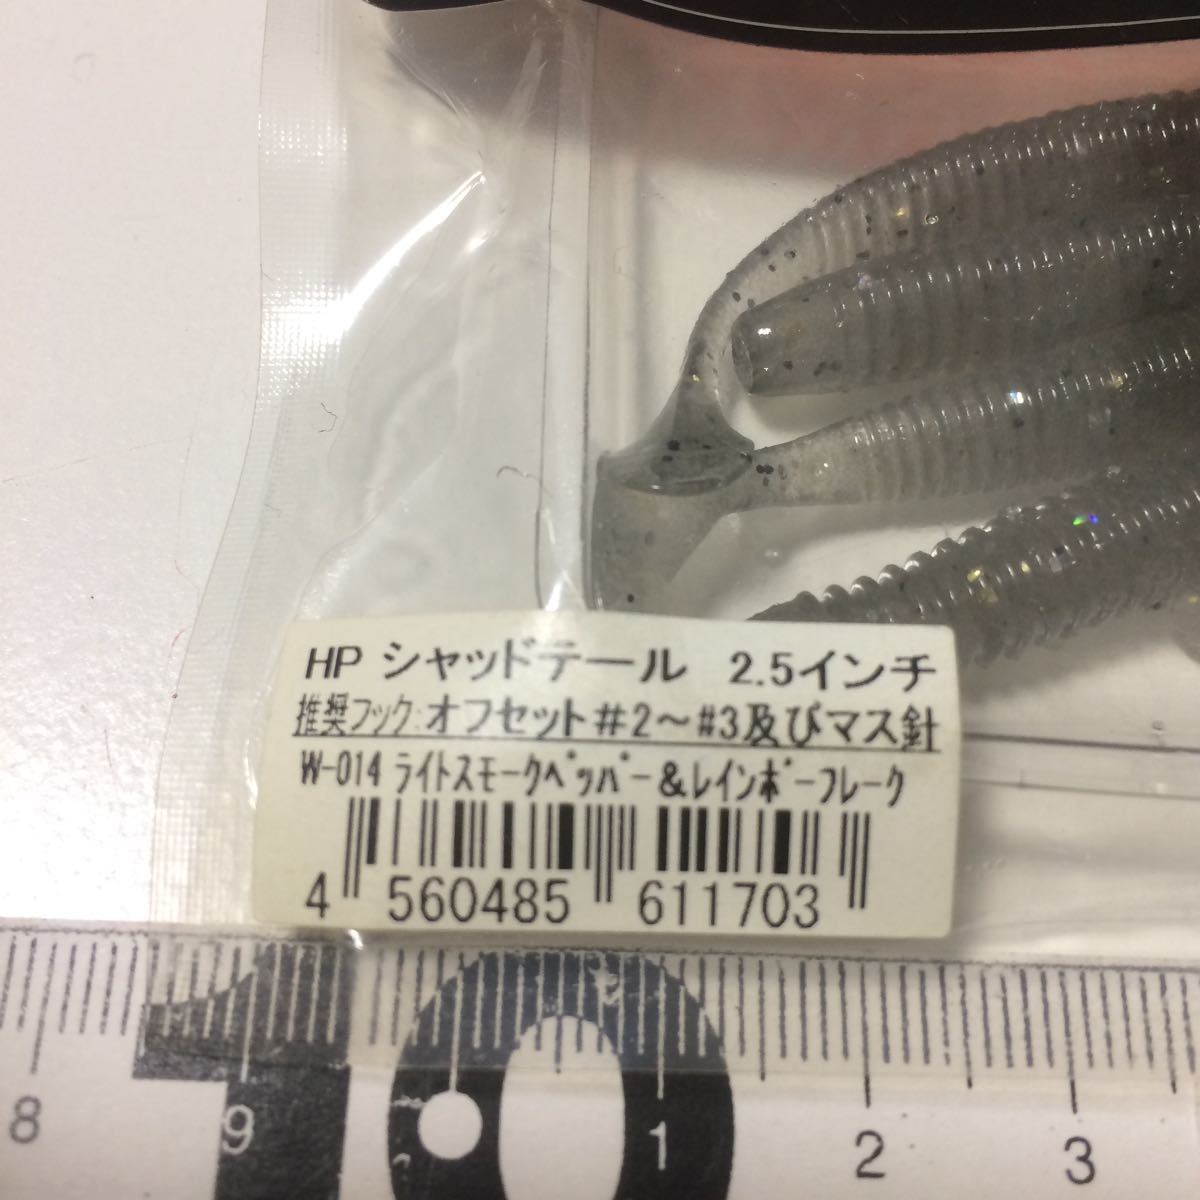 HP シャッドテール 2.5インチ
推奨フック:オフセット#2～#3及びマス針
W-014 ﾗｲﾄｽﾓｰｸﾍﾟｯﾊﾟｰ&ﾚｲﾝﾎﾞｰﾌﾚｰｸ
4 560485 611703
8 9 10 1 2 3